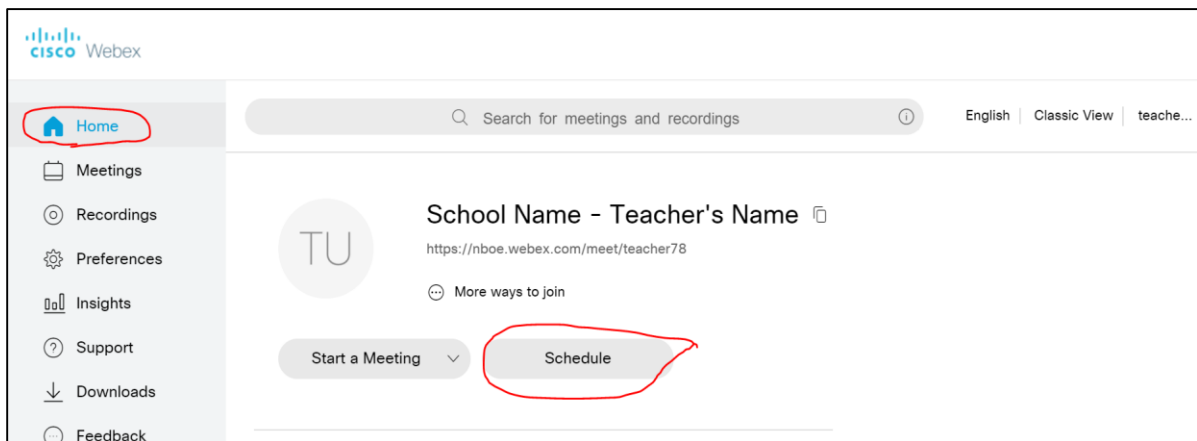 cisco Webex
Home
Meetings
Recordings
Preferences
Insights
Support
Downloads
Feedback
Search for meetings and recordings
English
Classic View
teache...
TU
School Name - Teacher's Name
https://nboe.webex.com/meet/teacher78
More ways to join
Start a Meeting
Schedule